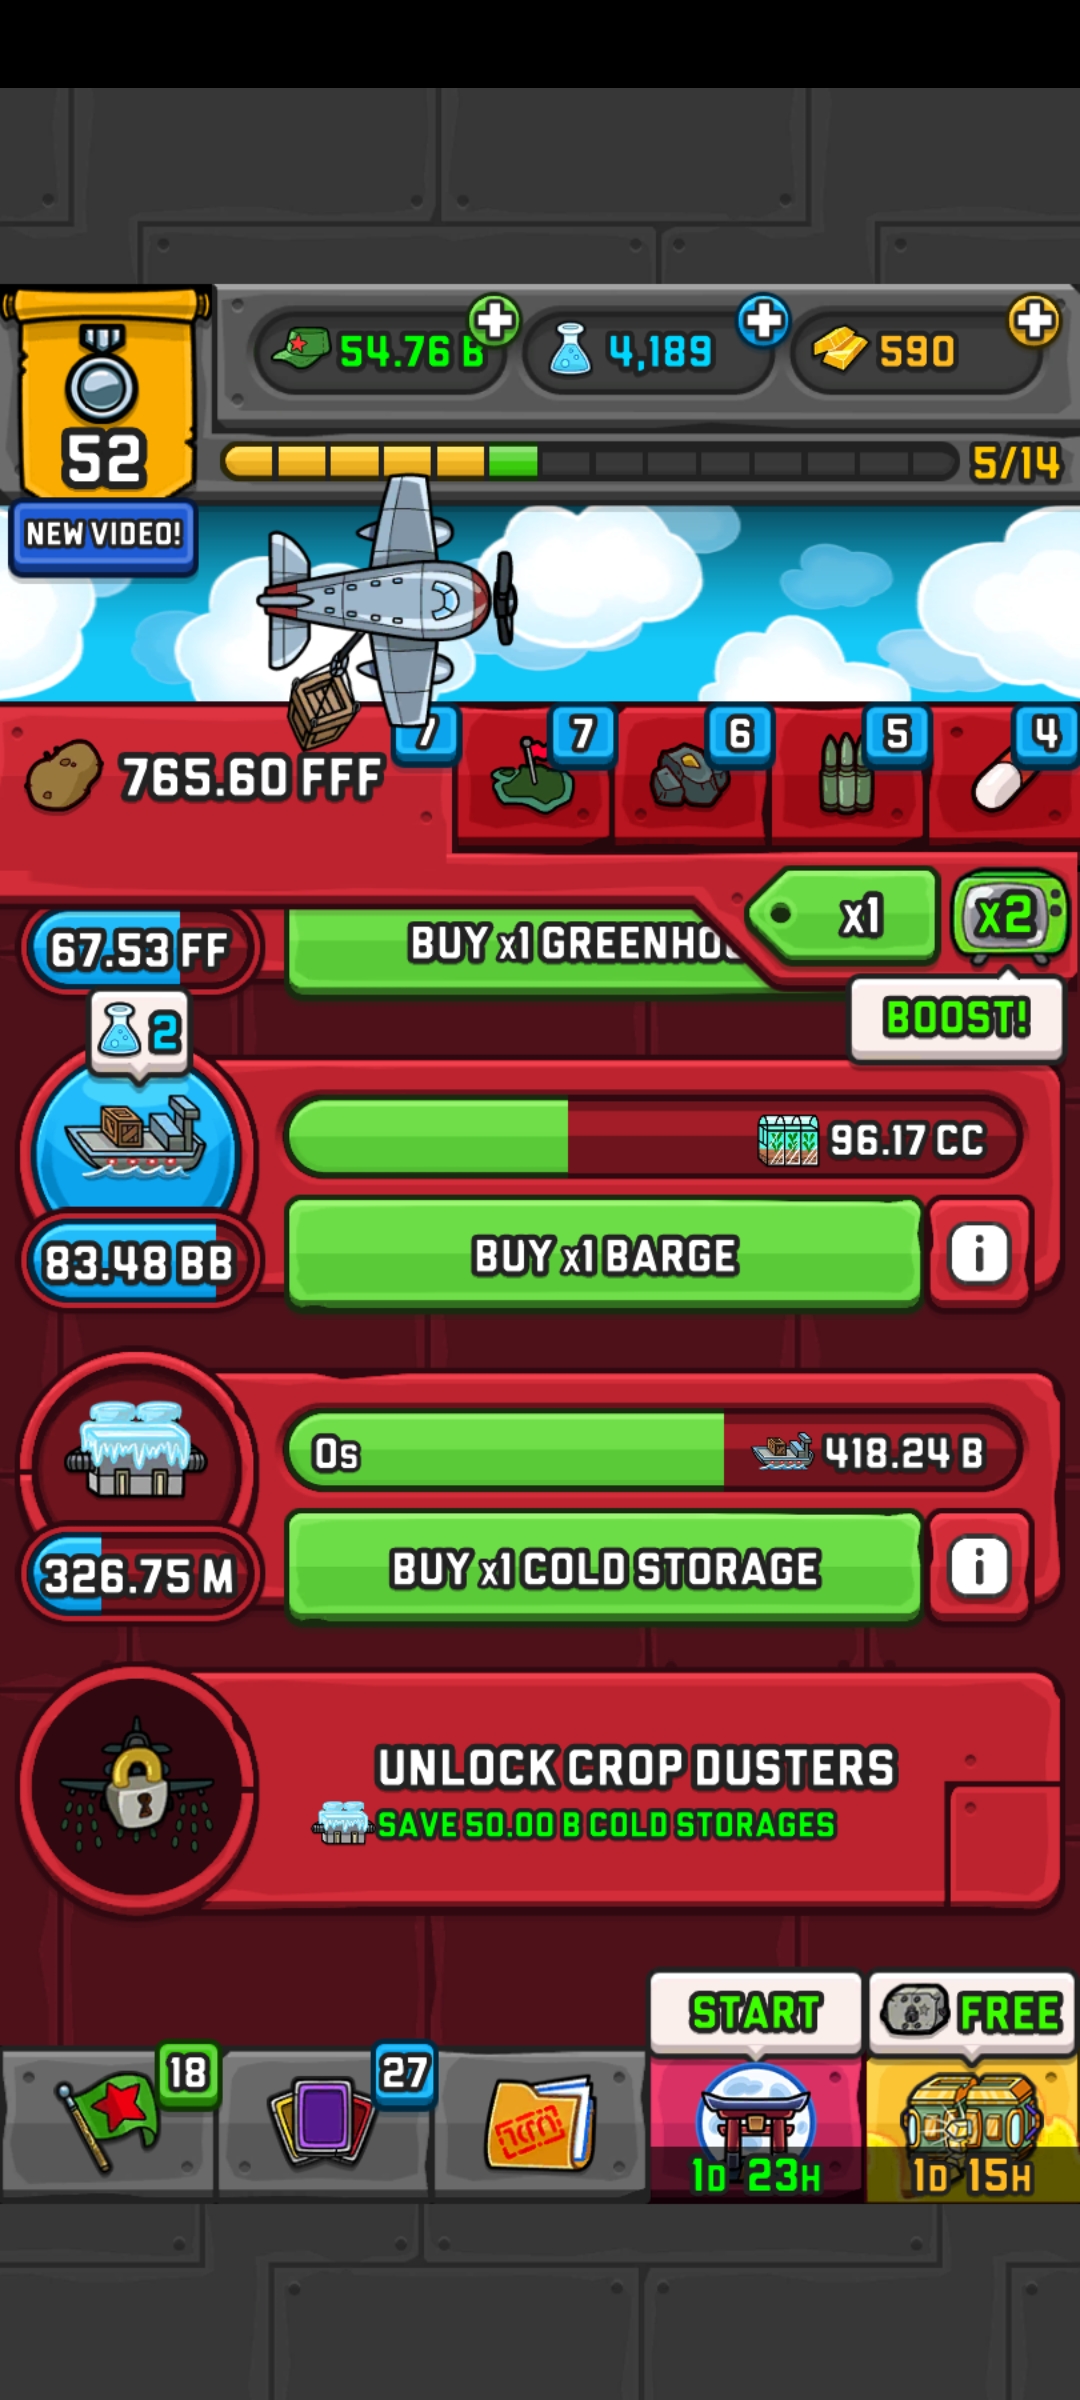 54.76 B
4,189
590
52
5/14
NEW VIDEO!
765.60 FFF
7
7
6
5
4
x1
x2
67.53 FF
BUY x1 GREENHO
BOOST!
2
96.17 CC
83.48 BB
BUY x1 BARGE
i
0s
418.24 B
326.75 M
BUY x1 COLD STORAGE
i
UNLOCK CROP DUSTERS
SAVE 50.00 B COLD STORAGES
START
FREE
18
27
1D 23H
1D 15H